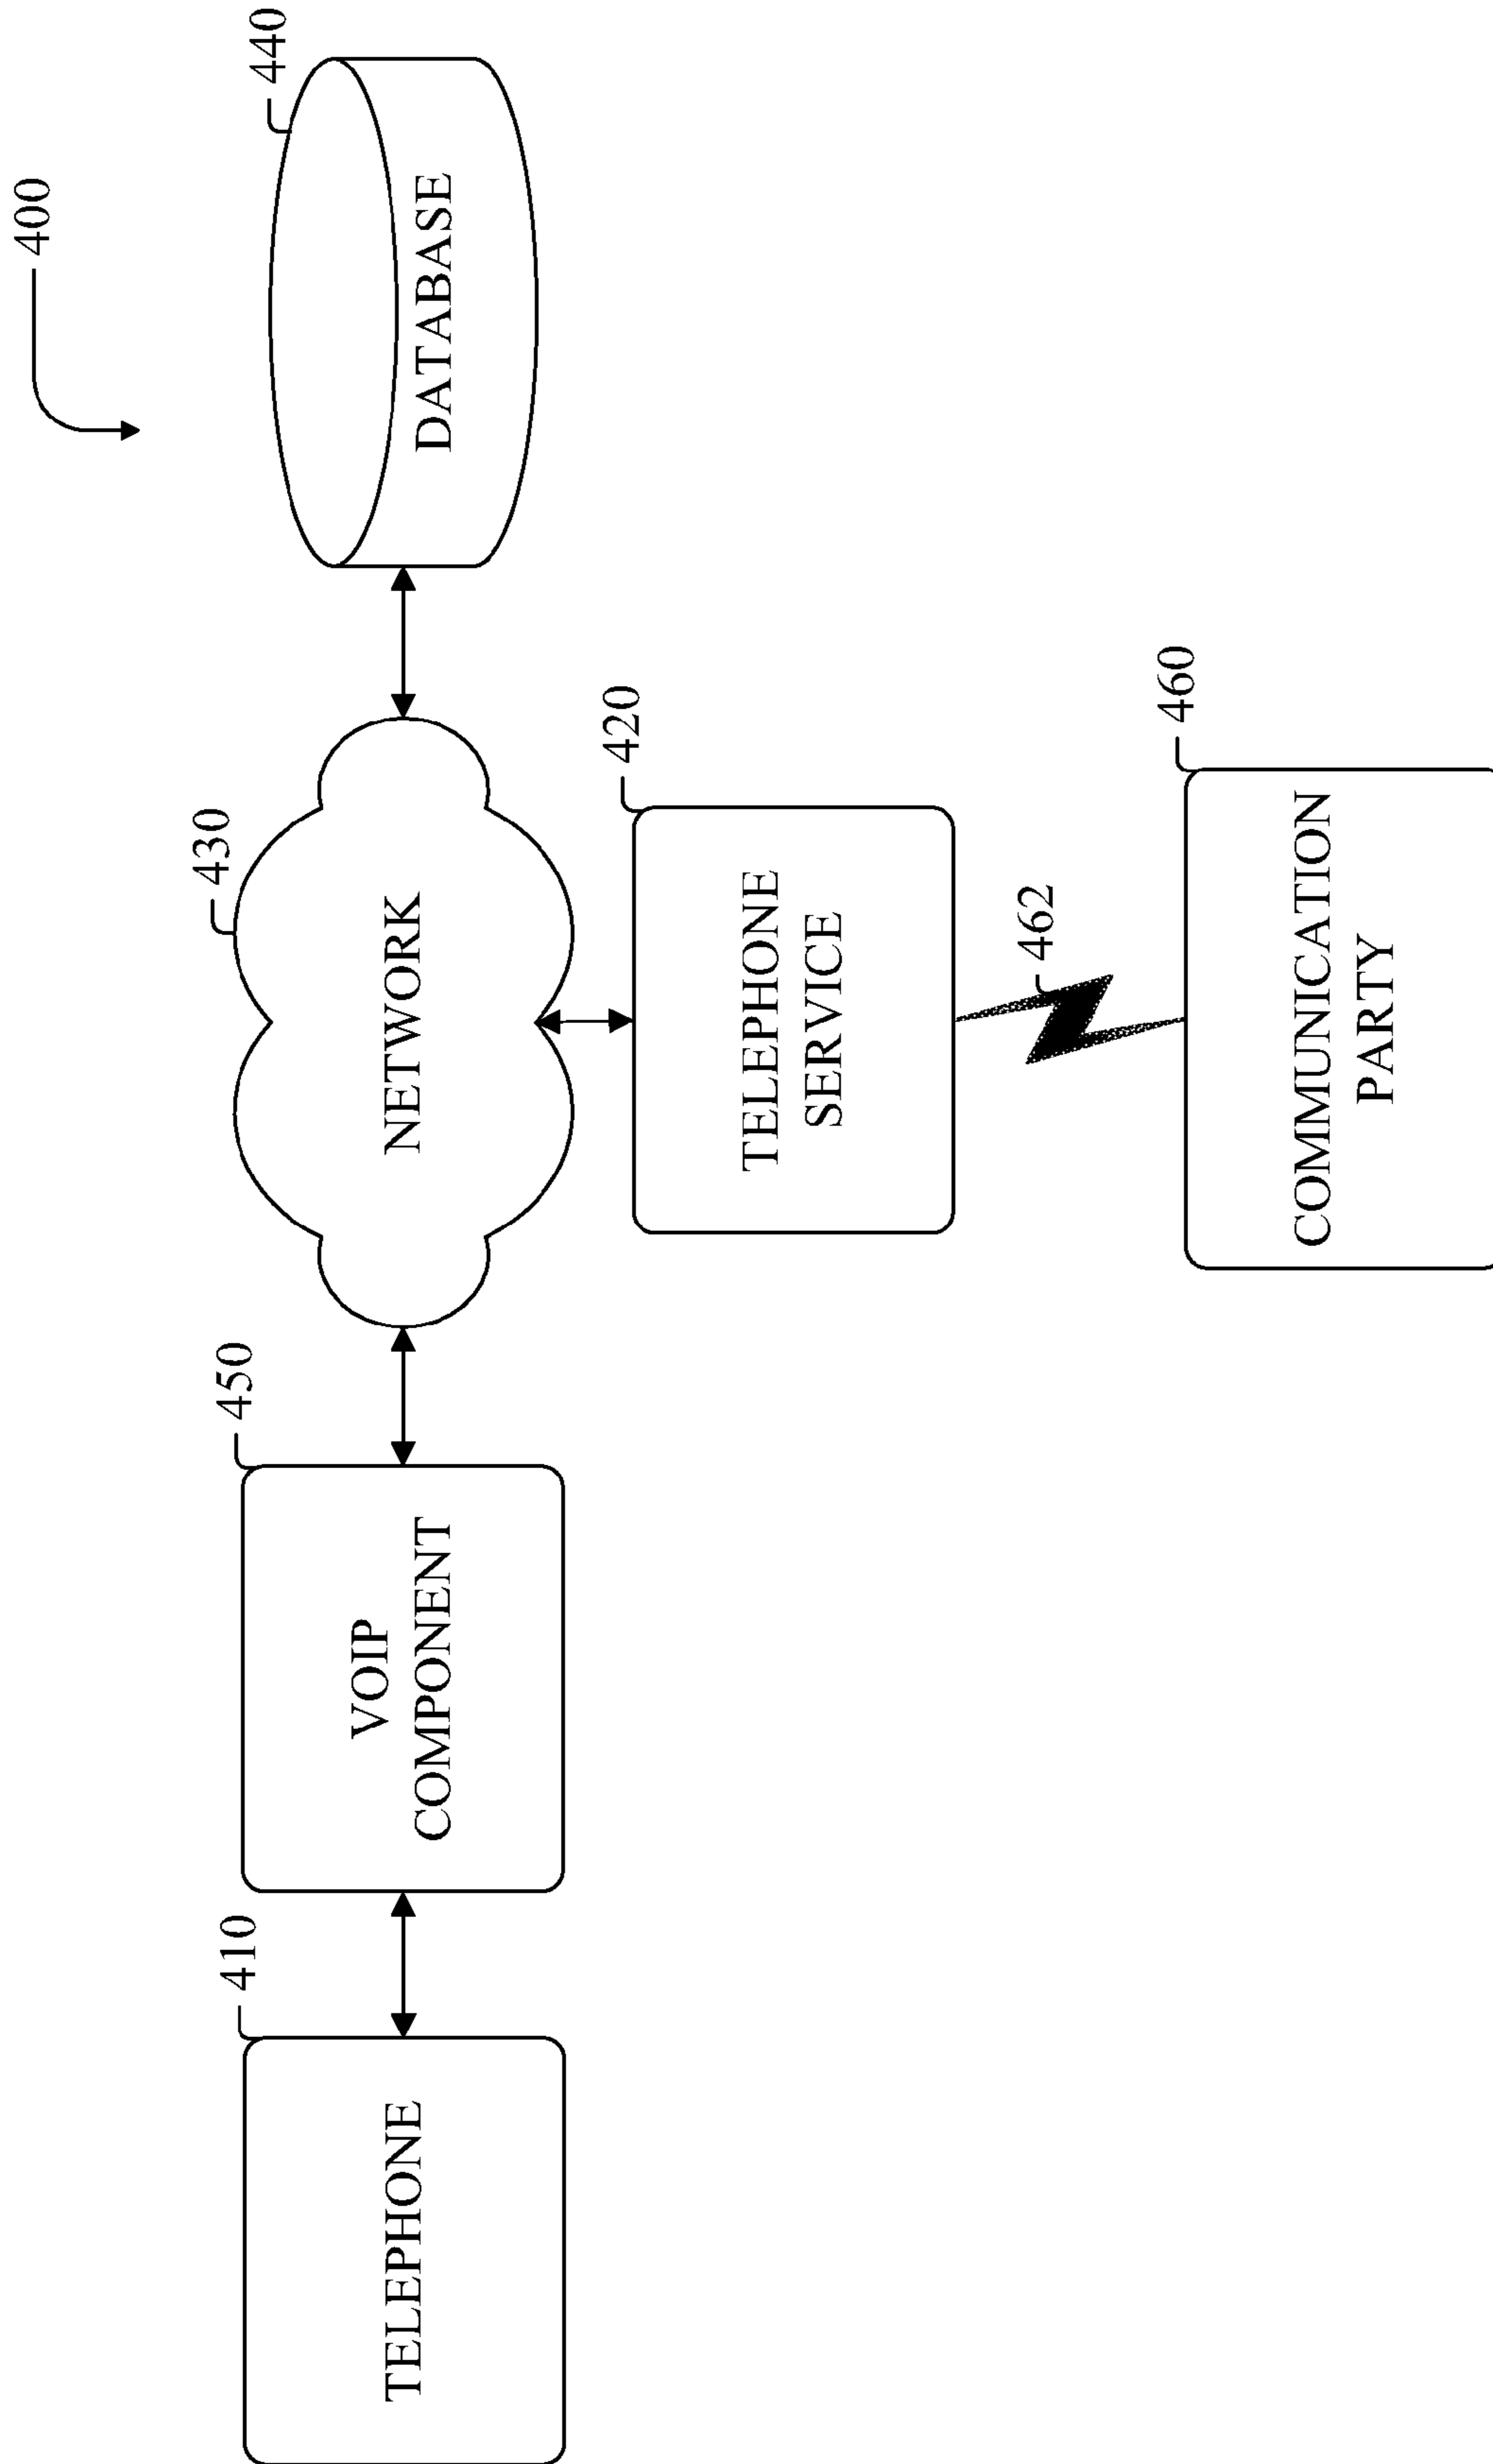 400
410
TELEPHONE
450
VOIP
COMPONENT
430
NETWORK
440
DATABASE
420
TELEPHONE
SERVICE
462
460
COMMUNICATION
PARTY